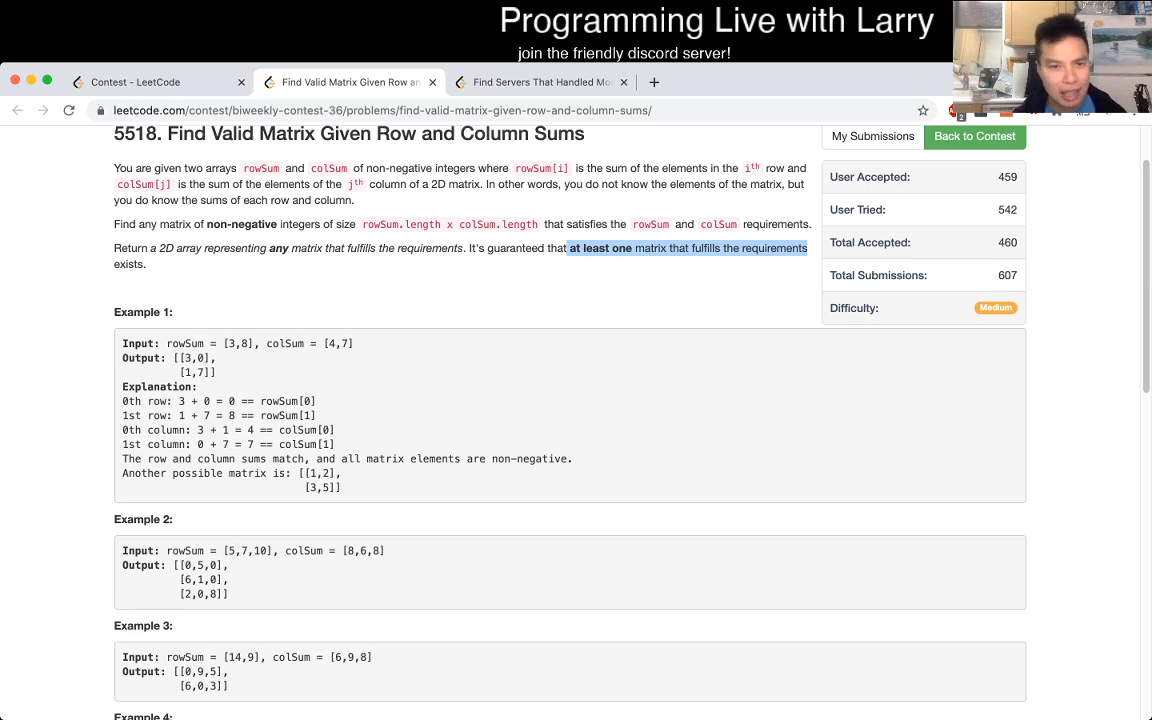 Programming Live with Larry
join the friendly discord server!
Contest - LeetCode
Find Valid Matrix Given Row an
Find Servers That Handled Mo
leetcode.com/contest/biweekly-contest-36/problems/find-valid-matrix-given-row-and-column-sums/
2
5518. Find Valid Matrix Given Row and Column Sums
You are given two arrays rowSum and colSum of non-negative integers where rowSum[i] is the sum of the elements in the ith row and
colSum[j] is the sum of the elements of the jth column of a 2D matrix. In other words, you do not know the elements of the matrix, but
you do know the sums of each row and column.
Find any matrix of non-negative integers of size rowSum.length x colSum.length that satisfies the rowSum and colSum requirements.
Return a 2D array representing any matrix that fulfills the requirements. It's guaranteed that at least one matrix that fulfills the requirements
exists.
My Submissions
Back to Contest
User Accepted: 459
User Tried: 542
Total Accepted: 460
Total Submissions: 607
Difficulty: Medium
Example 1:
Input: rowSum = [3,8], colSum = [4,7]
Output: [[3,0],
[1,7]]
Explanation:
0th row: 3 + 0 = 0 == rowSum[0]
1st row: 1 + 7 = 8 == rowSum[1]
0th column: 3 + 1 = 4 == colSum[0]
1st column: 0 + 7 = 7 == colSum[1]
The row and column sums match, and all matrix elements are non-negative.
Another possible matrix is: [[1,2],
[3,5]]
Example 2:
Input: rowSum = [5,7,10], colSum = [8,6,8]
Output: [[0,5,0],
[6,1,0],
[2,0,8]]
Example 3:
Input: rowSum = [14,9], colSum = [6,9,8]
Output: [[0,9,5],
[6,0,3]]
Example 4: